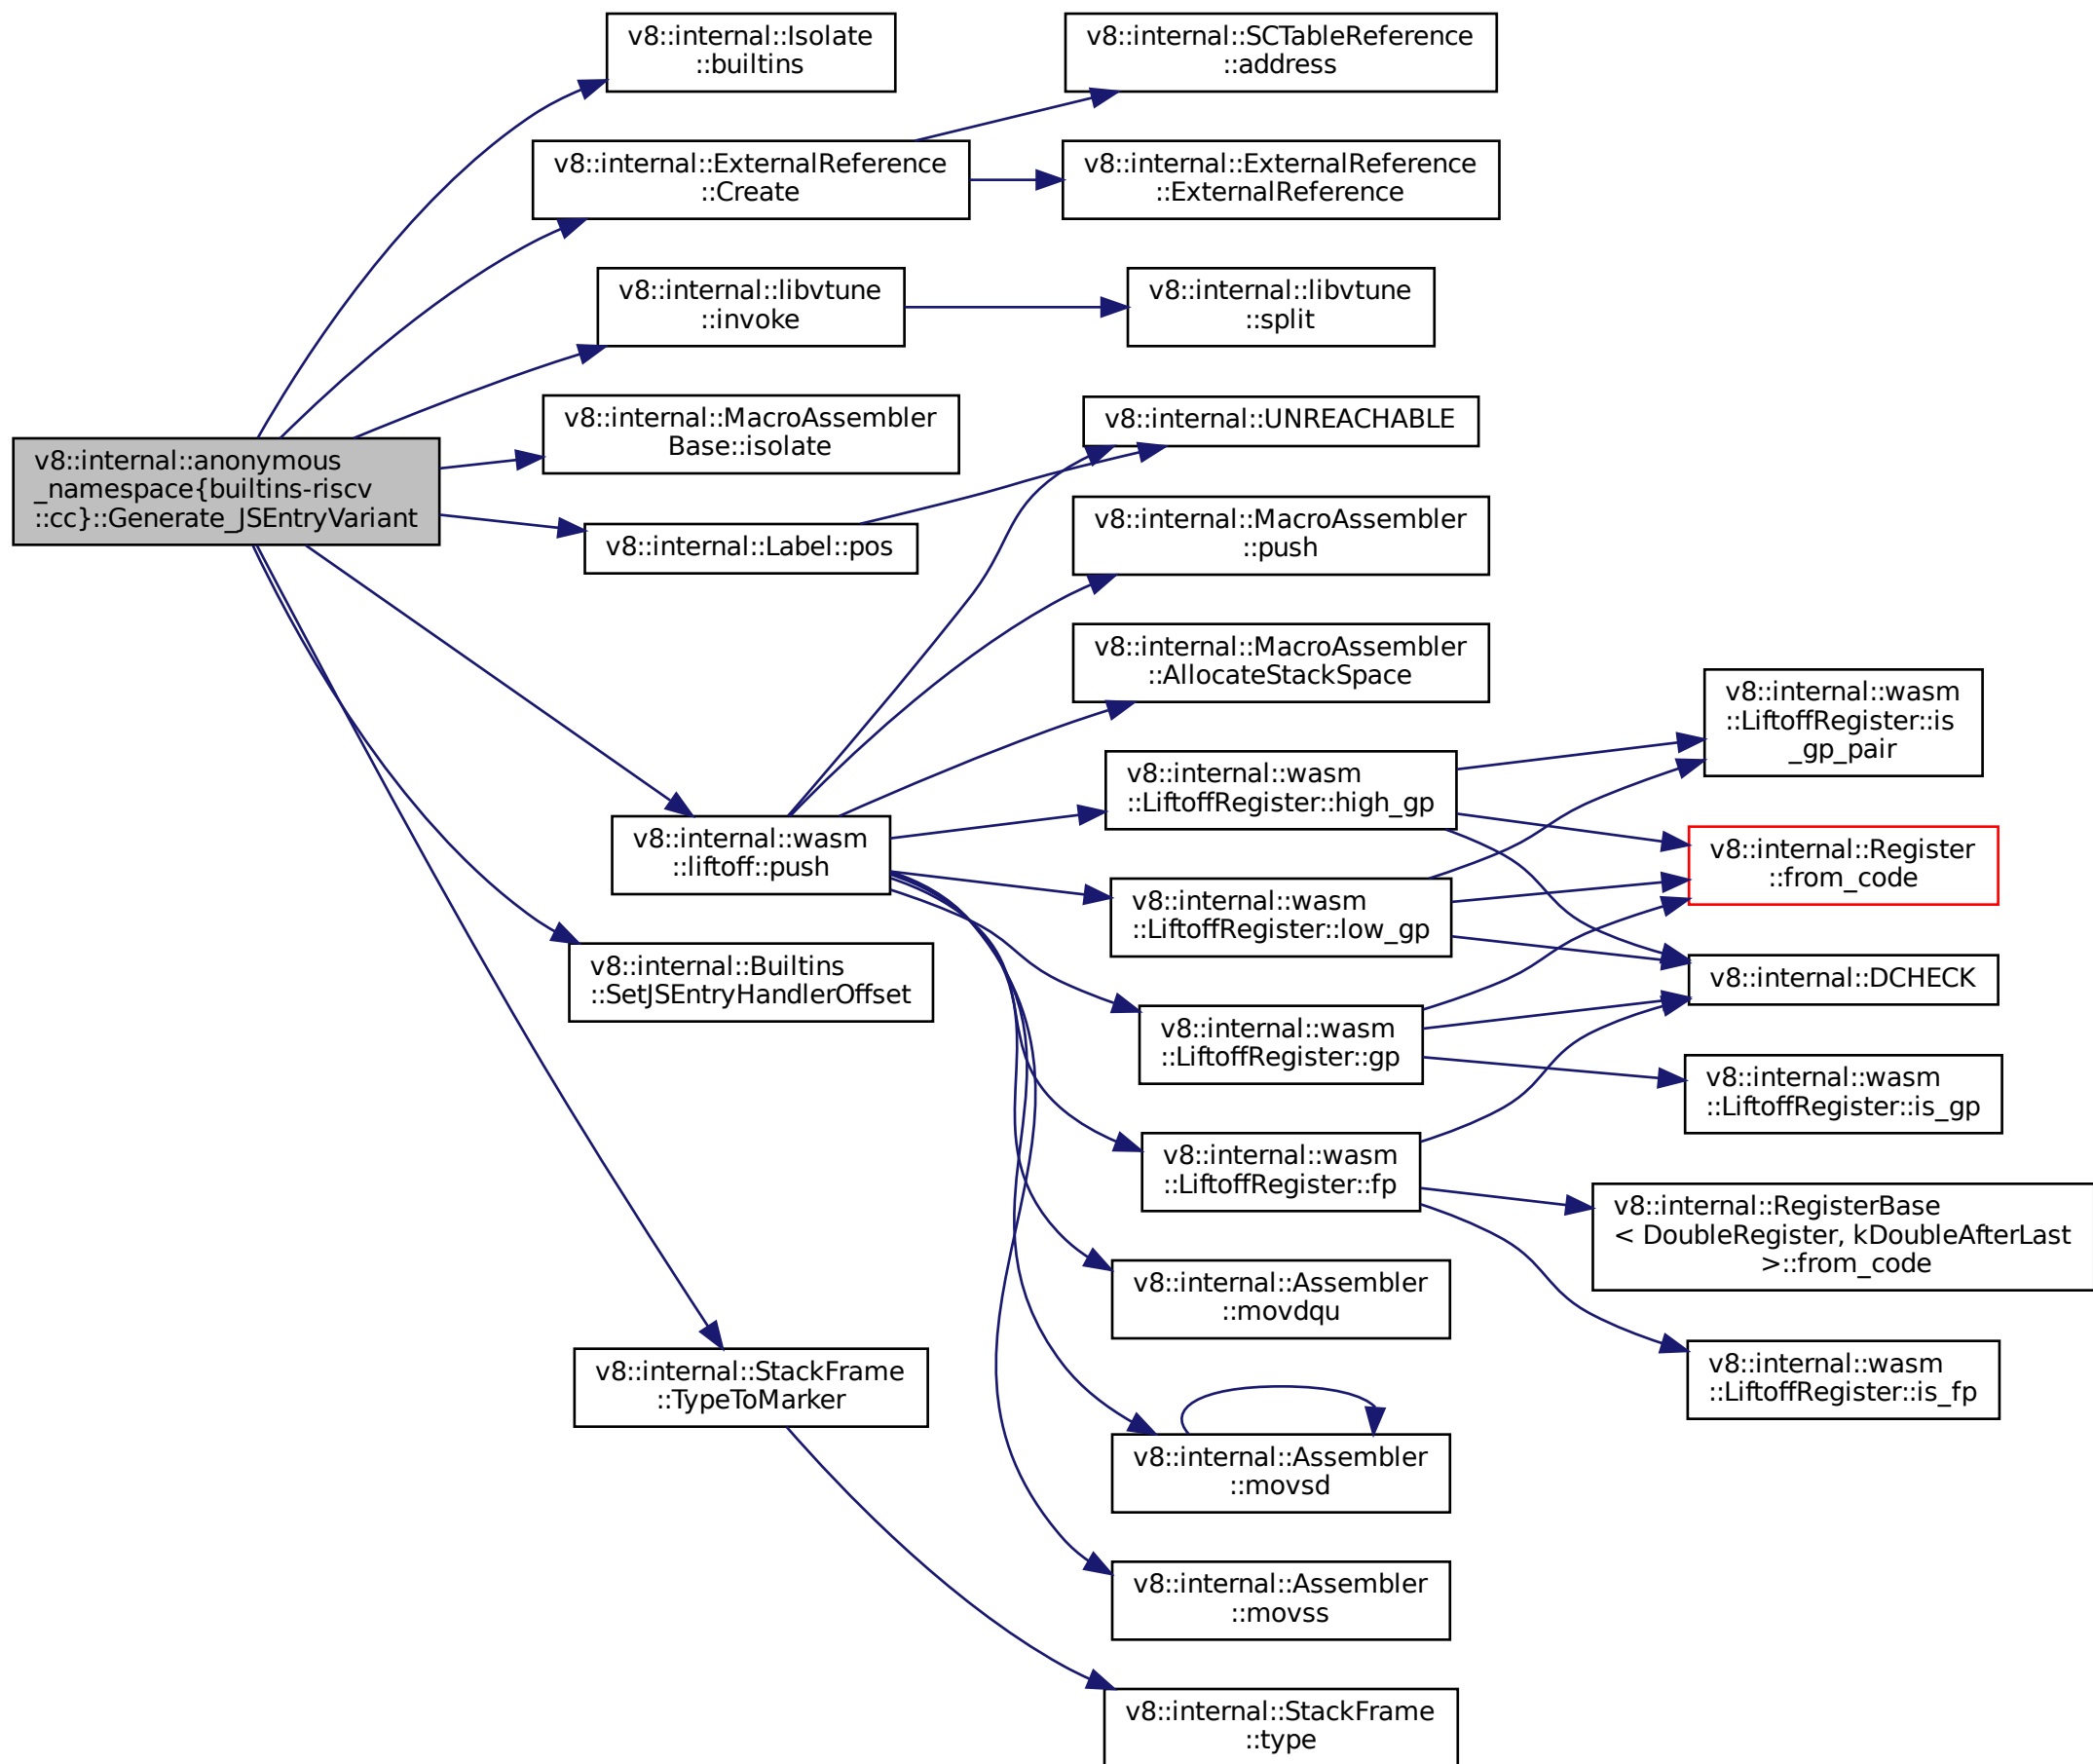 v8::internal::Isolate
::builtins
v8::internal::SCTableReference
::address
v8::internal::ExternalReference
::Create
v8::internal::ExternalReference
::ExternalReference
v8::internal::libvtune
::invoke
v8::internal::libvtune
::split
v8::internal::MacroAssembler
Base::isolate
v8::internal::UNREACHABLE
v8::internal::anonymous
_namespace{builtins-riscv
::cc}::Generate_JSEntryVariant
v8::internal::Label::pos
v8::internal::MacroAssembler
::push
v8::internal::MacroAssembler
::AllocateStackSpace
v8::internal::wasm
::LiftoffRegister::is
_gp_pair
v8::internal::wasm
::LiftoffRegister::high_gp
v8::internal::wasm
::liftoff::push
v8::internal::Register
::from_code
v8::internal::wasm
::LiftoffRegister::low_gp
v8::internal::Builtins
::SetJSEntryHandlerOffset
v8::internal::DCHECK
v8::internal::wasm
::LiftoffRegister::gp
v8::internal::wasm
::LiftoffRegister::is_gp
v8::internal::wasm
::LiftoffRegister::fp
v8::internal::RegisterBase
< DoubleRegister, kDoubleAfterLast
>::from_code
v8::internal::Assembler
::movdqu
v8::internal::wasm
::LiftoffRegister::is_fp
v8::internal::StackFrame
::TypeToMarker
v8::internal::Assembler
::movsd
v8::internal::Assembler
::movss
v8::internal::StackFrame
::type